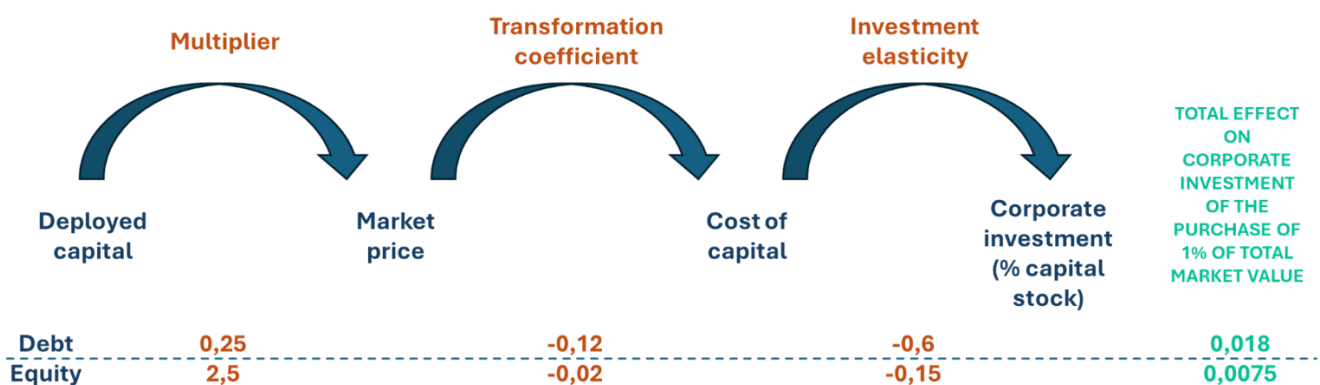 Multiplier
Transformation
coefficient
Investment
elasticity
TOTAL EFFECT
ON
CORPORATE
INVESTMENT
OF THE
PURCHASE OF
1% OF TOTAL
MARKET VALUE
Deployed
capital
Market
price
Cost of
capital
Corporate
investment
(% capital
stock)
Debt 0,25 -0,12 -0,6 0,018
Equity 2,5 -0,02 -0,15 0,0075